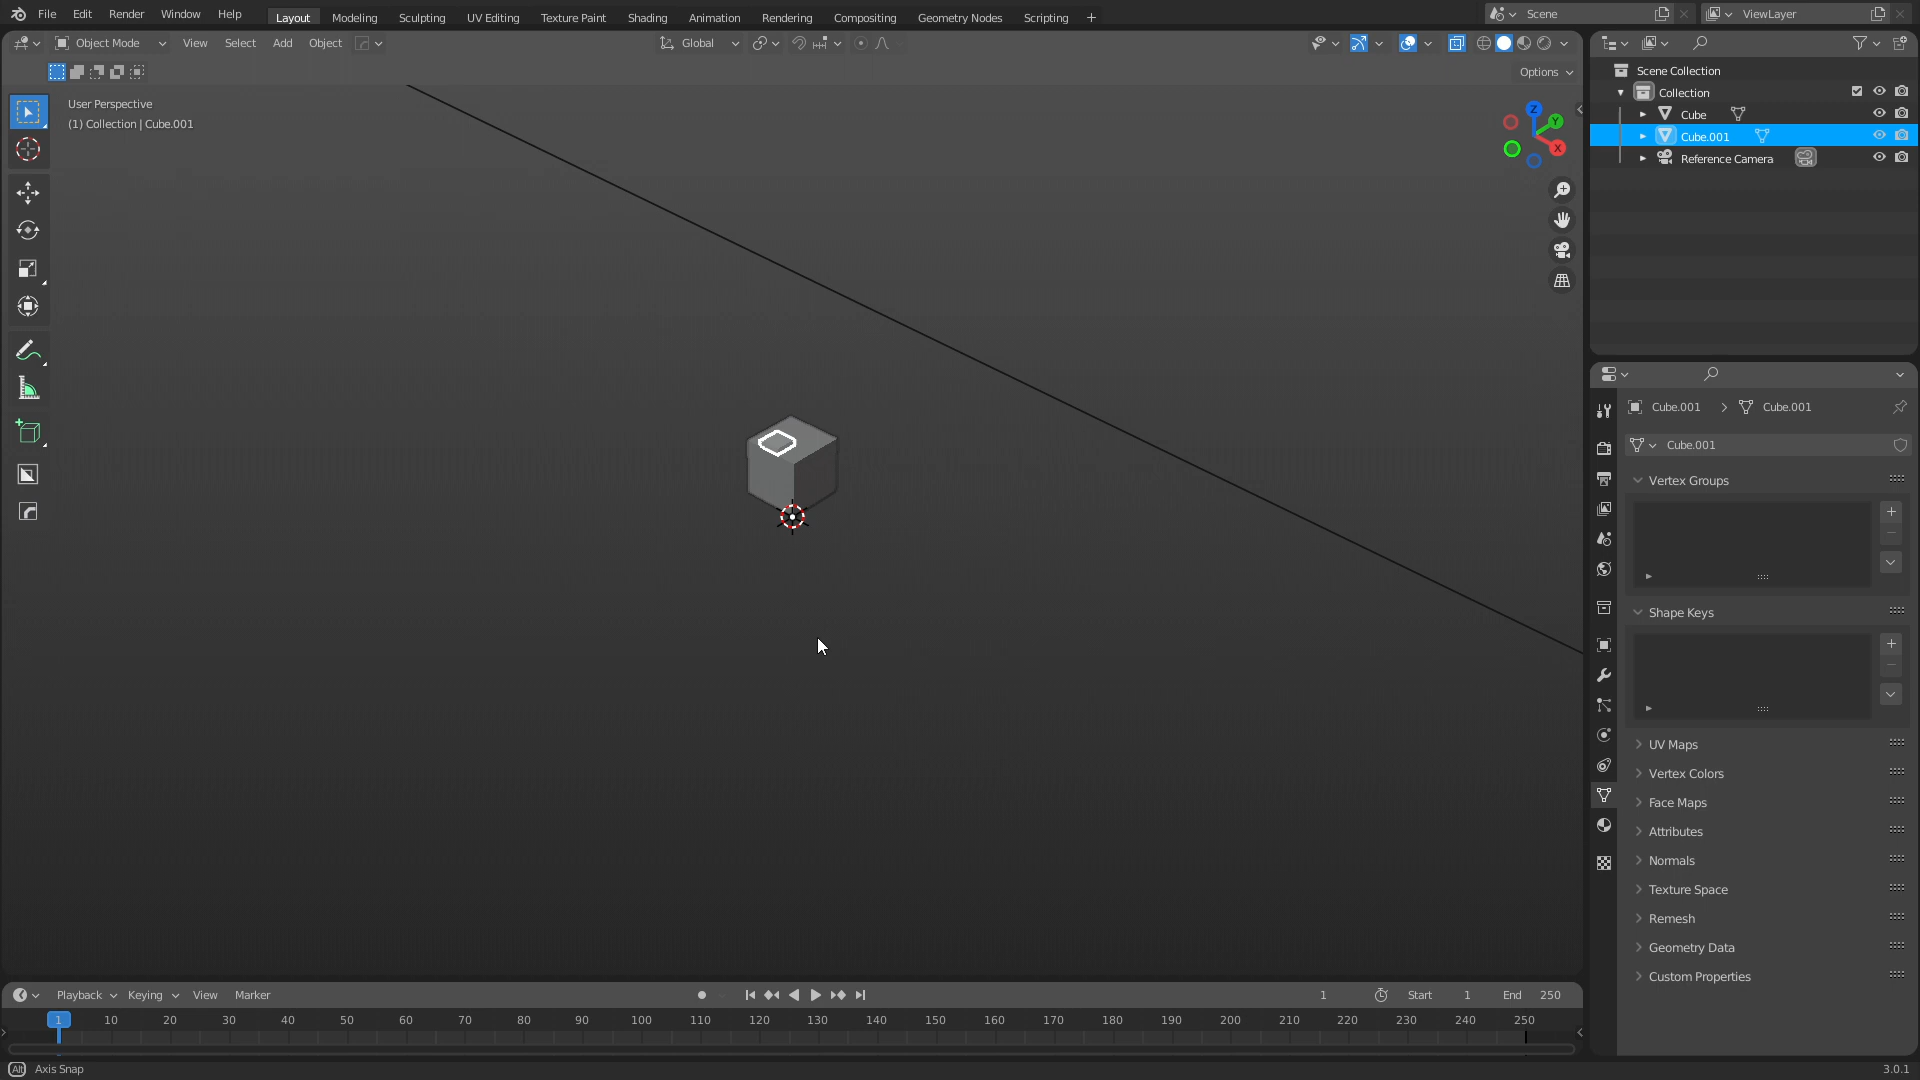 File Edit Render Window Help Layout Modeling Sculpting UV Editing Texture Paint Shading Animation Rendering Compositing Geometry Nodes Scripting + Scene ViewLayer
Object Mode View Select Add Object Global
Options
User Perspective
(1) Collection | Cube.001
Z
Y
X
Scene Collection
Collection
Cube
Cube.001
Reference Camera
Cube.001 Cube.001
Cube.001
Vertex Groups
Shape Keys
UV Maps
Vertex Colors
Face Maps
Attributes
Normals
Texture Space
Remesh
Geometry Data
Custom Properties
Playback Keying View Marker 1 Start 1 End 250
1 10 20 30 40 50 60 70 80 90 100 110 120 130 140 150 160 170 180 190 200 210 220 230 240 250
Alt Axis Snap 3.0.1